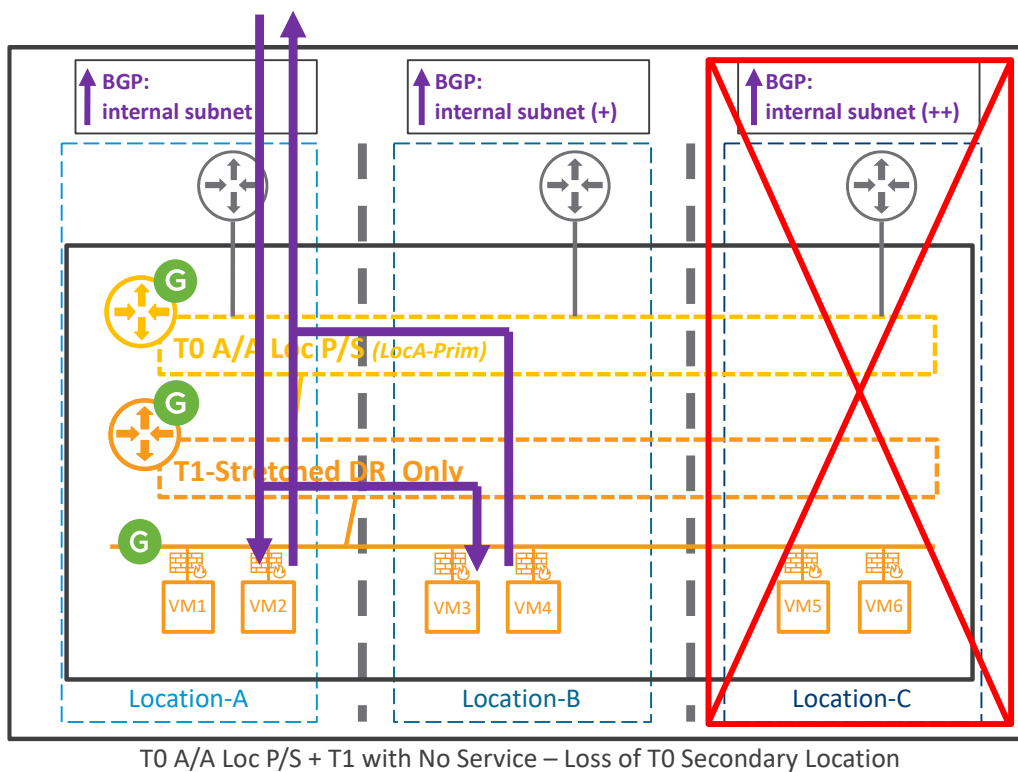 BGP:
internal subnet
BGP:
internal subnet (+)
BGP:
internal subnet (++)
G
T0 A/A Loc P/S (LocA-Prim)
G
T1-Stretched DR Only
G
VM1
VM2
VM3
VM4
VM5
VM6
Location-A
Location-B
Location-C
T0 A/A Loc P/S + T1 with No Service – Loss of T0 Secondary Location